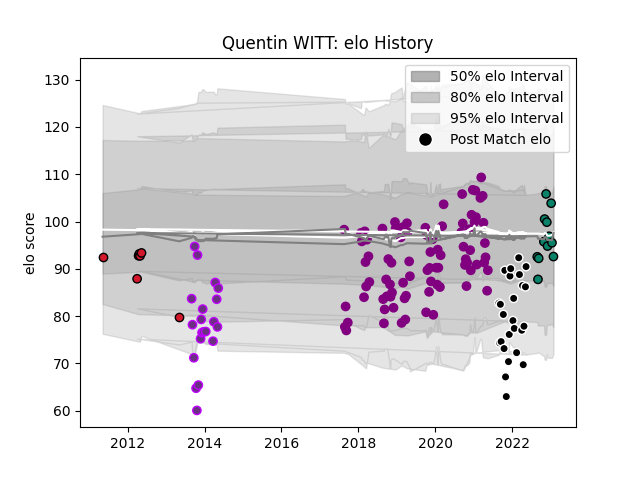 Quentin WITT: elo History
50% elo Interval
80% elo Interval
95% elo Interval
Post Match elo
elo score
130
120
110
100
90
80
70
60
2012
2014
2016
2018
2020
2022